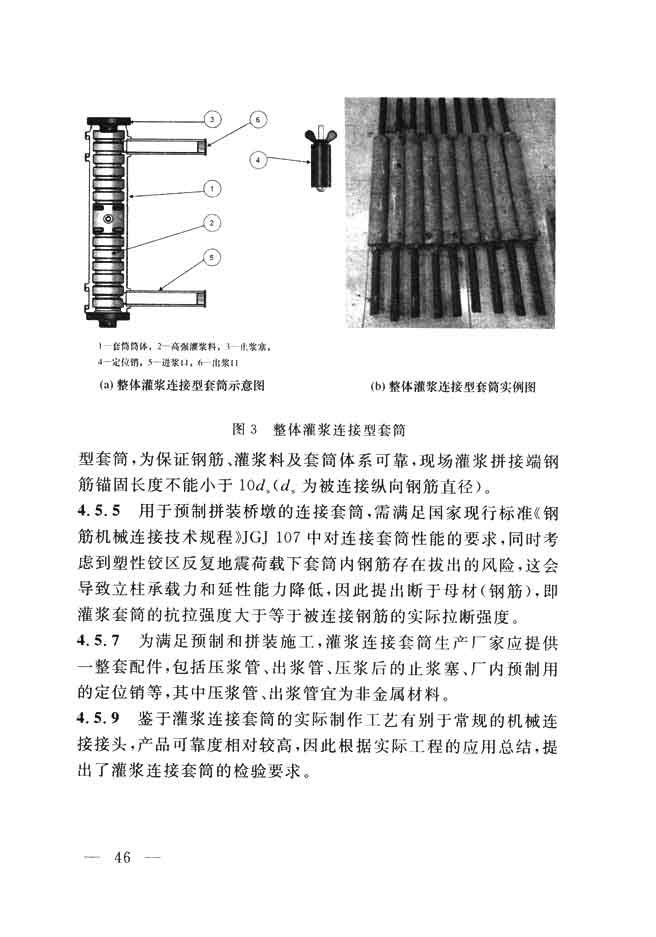 3
6
4
1
2
5
1—套筒筒体，2—高强灌浆料，3—止浆塞，
4—定位销，5—进浆口，6—出浆口
(a) 整体灌浆连接型套筒示意图
(b) 整体灌浆连接型套筒实例图
图 3 整体灌浆连接型套筒
型套筒，为保证钢筋、灌浆料及套筒体系可靠，现场灌浆拼接端钢
筋锚固长度不能小于 10dₛ(dₛ 为被连接纵向钢筋直径)。
4.5.5 用于预制拼装桥墩的连接套筒，需满足国家现行标准《钢
筋机械连接技术规程》JGJ 107 中对连接套筒性能的要求，同时考
虑到塑性铰区反复地震荷载下套筒内钢筋存在拔出的风险，这会
导致立柱承载力和延性能力降低，因此提出断于母材(钢筋)，即
灌浆套筒的抗拉强度大于等于被连接钢筋的实际拉断强度。
4.5.7 为满足预制和拼装施工，灌浆连接套筒生产厂家应提供
一整套配件，包括压浆管、出浆管、压浆后的止浆塞、厂内预制用
的定位销等，其中压浆管、出浆管宜为非金属材料。
4.5.9 鉴于灌浆连接套筒的实际制作工艺有别于常规的机械连
接接头，产品可靠度相对较高，因此根据实际工程的应用总结，提
出了灌浆连接套筒的检验要求。
— 46 —